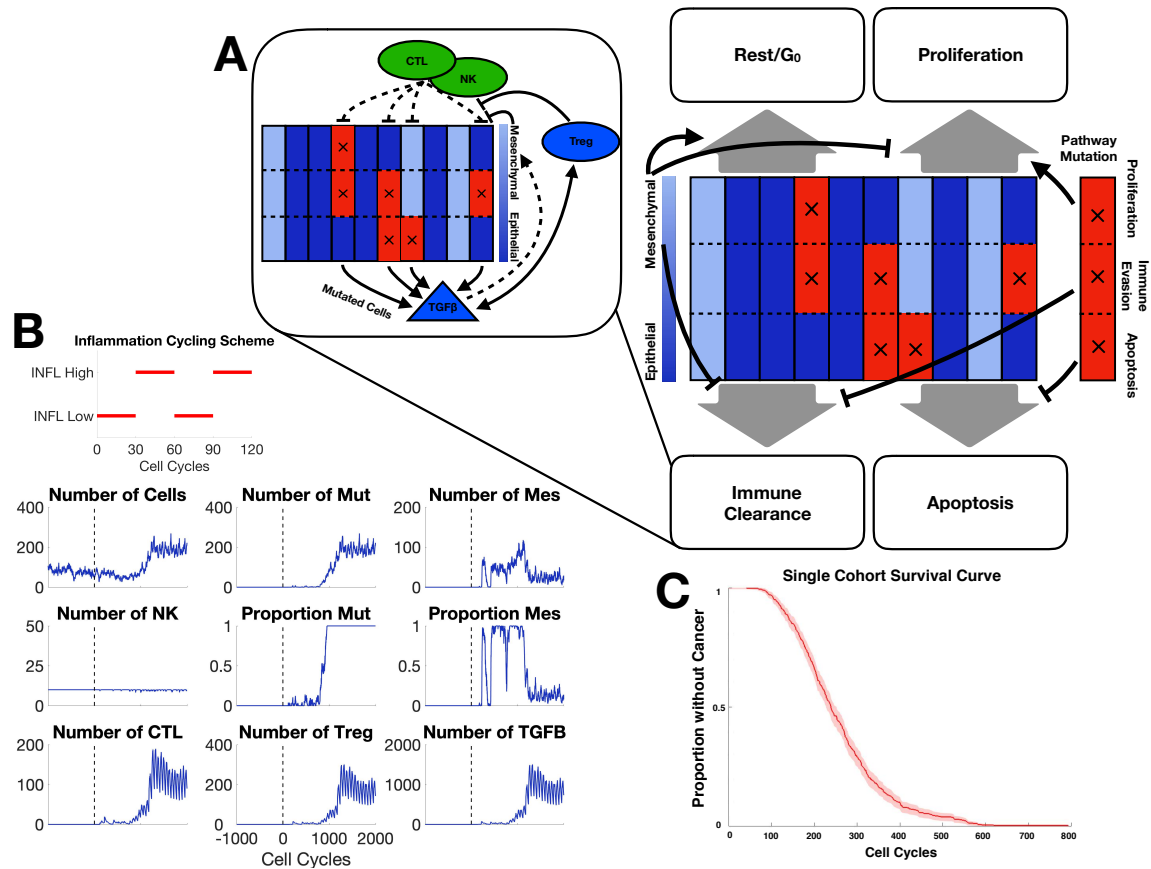 A
CTL
NK
Treg
Mesenchymal
Epithelial
× × × × × ×
Mutated Cells
TGFβ
Rest/G₀
Proliferation
Pathway
Mutation
Mesenchymal
Epithelial
× × × × × ×
× × ×
Proliferation
Immune
Evasion
Apoptosis
Immune
Clearance
Apoptosis
B
Inflammation Cycling Scheme
INFL High
INFL Low
0 30 60 90 120
Cell Cycles
Number of Cells
400
200
0
Number of Mut
400
200
0
Number of Mes
200
100
0
Number of NK
50
25
0
Proportion Mut
1
0.5
0
Proportion Mes
1
0.5
0
Number of CTL
200
100
0
Number of Treg
400
200
0
-1000 0 1000 2000
Cell Cycles
Number of TGFB
2000
1000
0
C
Single Cohort Survival Curve
Proportion without Cancer
1
0.5
0
0 100 200 300 400 500 600 700 800
Cell Cycles